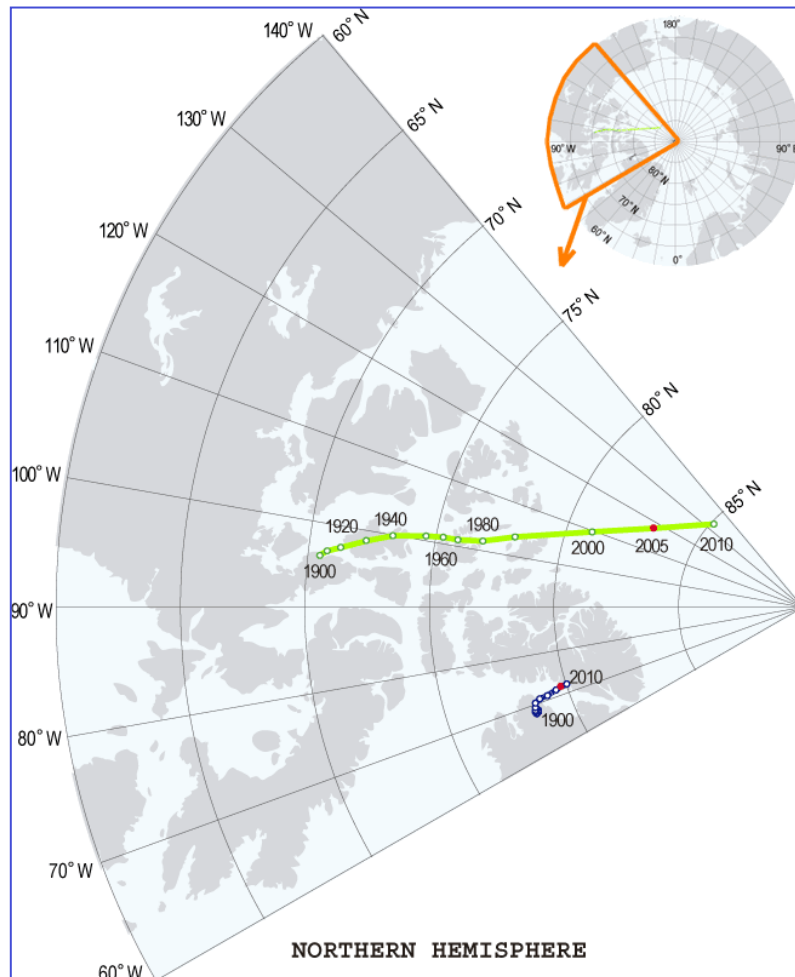 140° W
60° N
130° W
65° N
120° W
70° N
110° W
75° N
100° W
80° N
90° W
85° N
80° W
70° W
60° W
180°
90° W
90° E
80° N
70° N
60° N
0°
1900
1920
1940
1960
1980
2000
2005
2010
2010
1900
NORTHERN HEMISPHERE